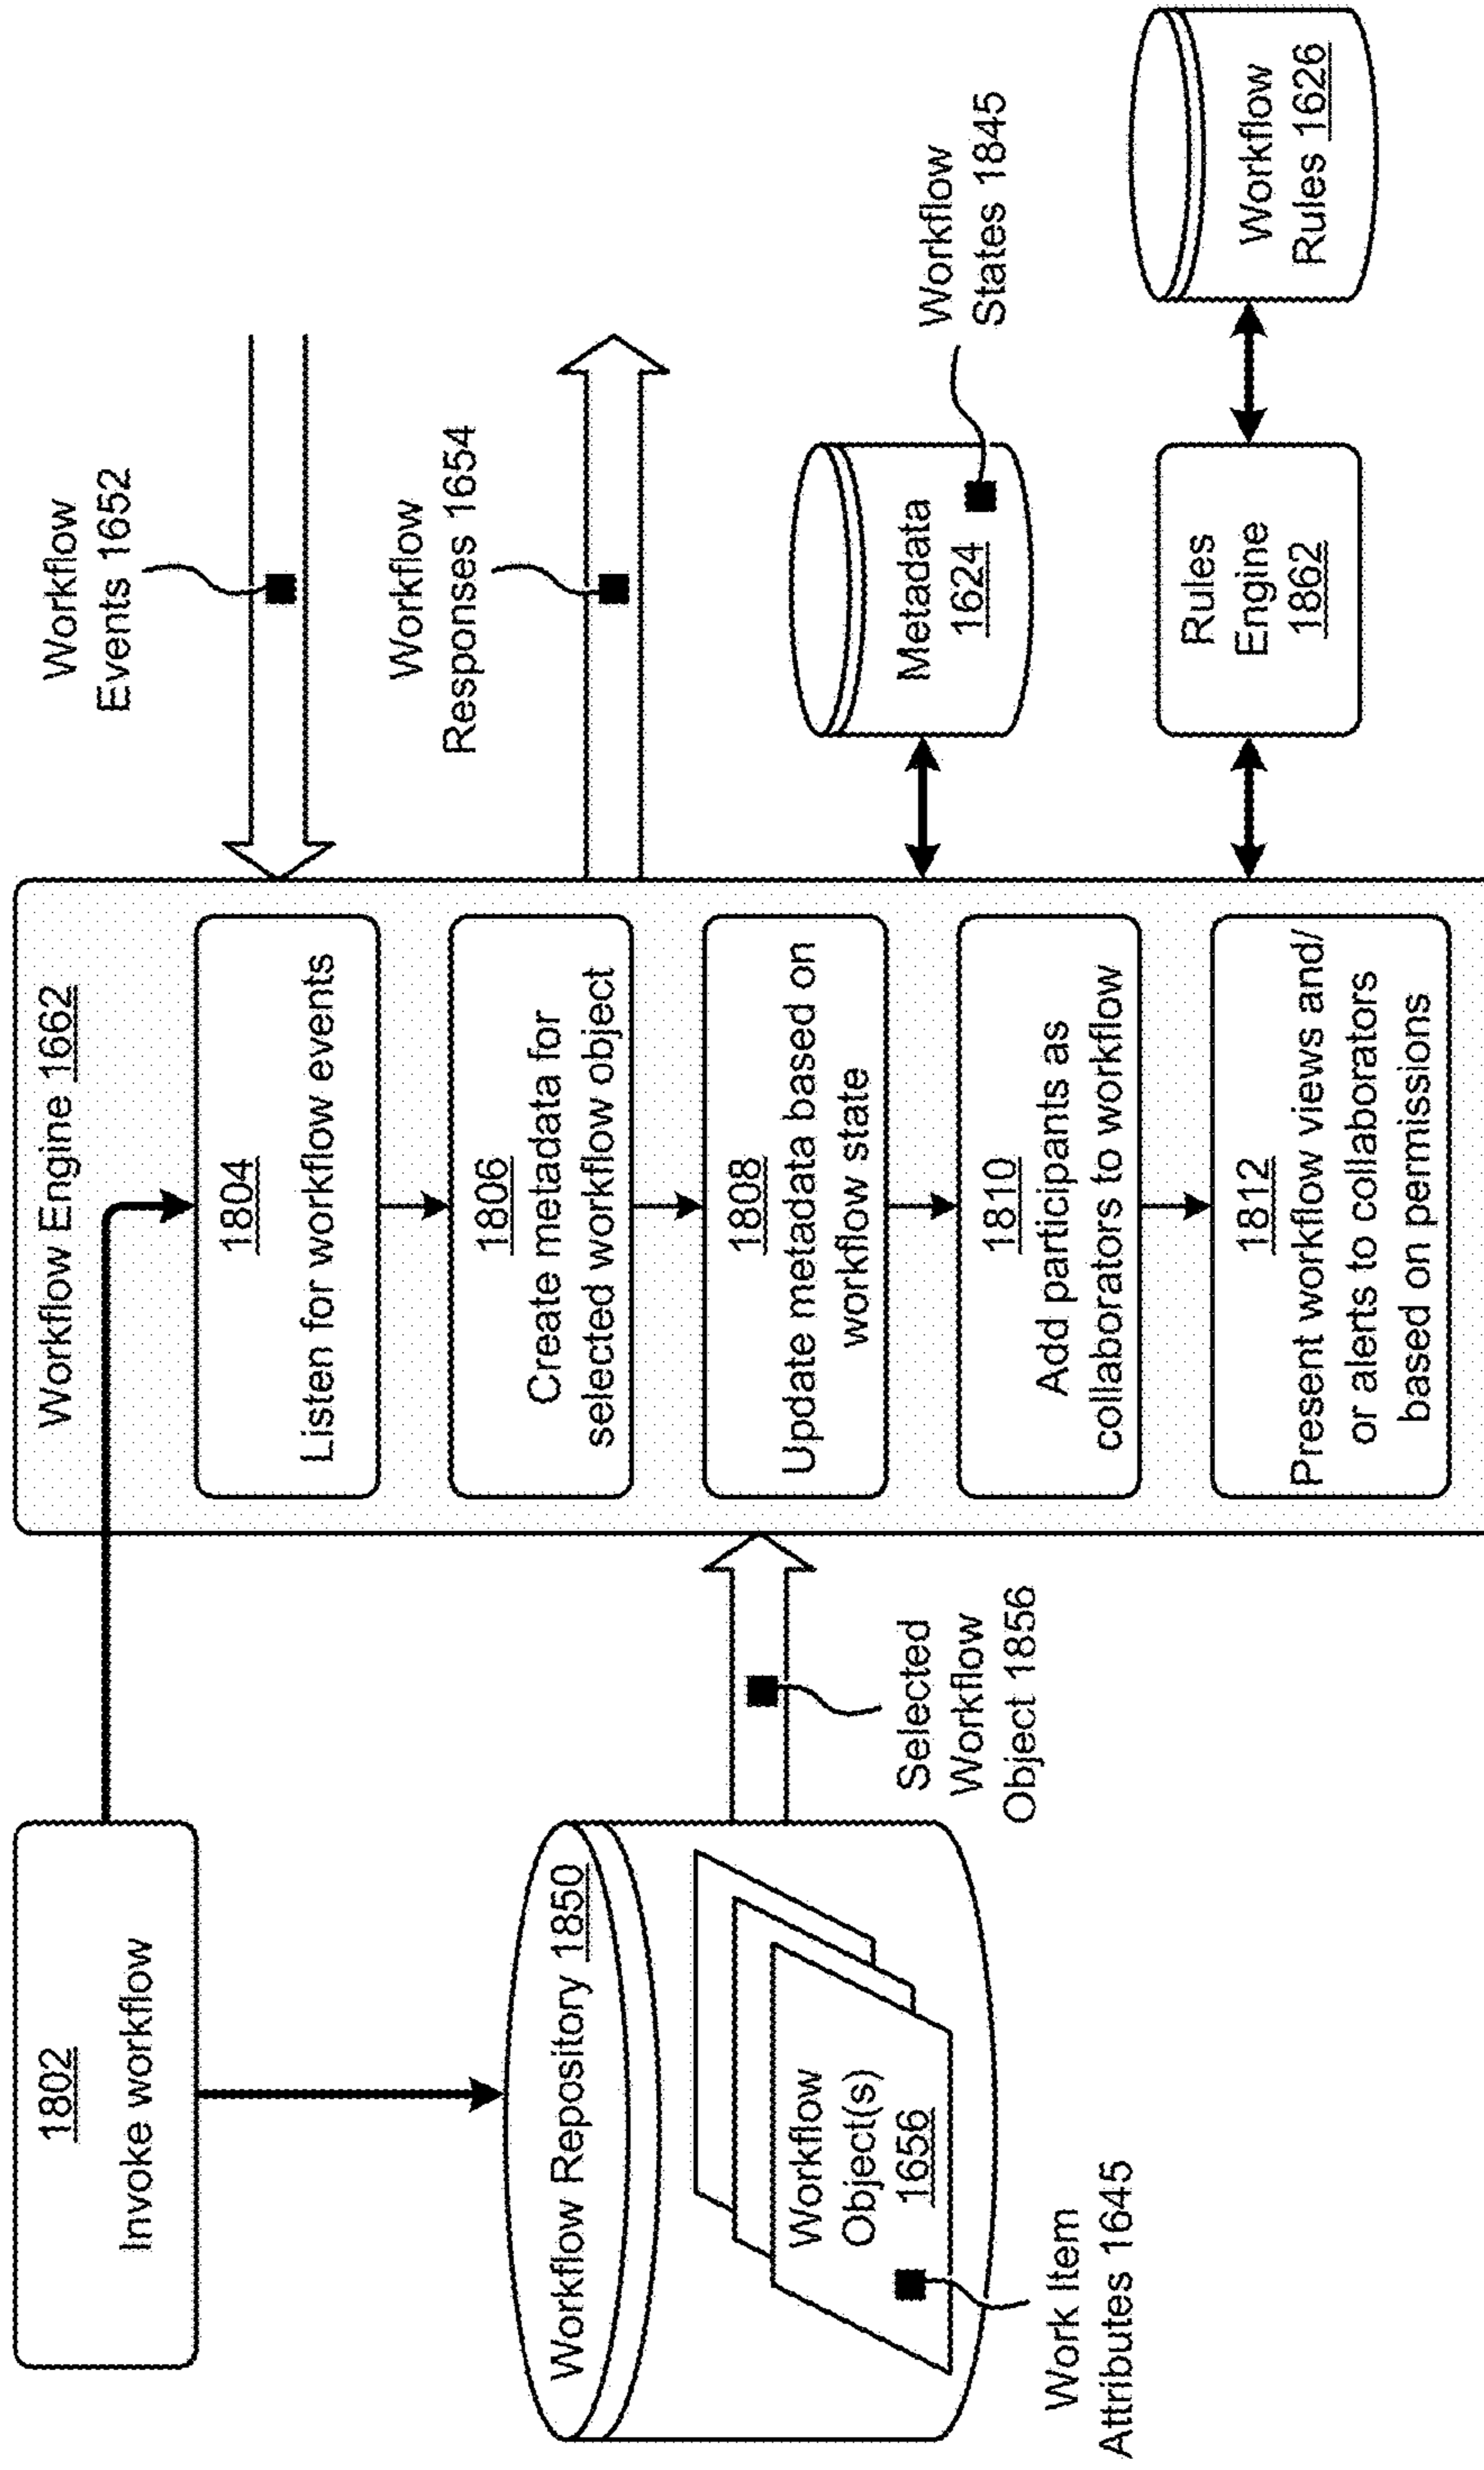 1802
Invoke workflow
Workflow Repository 1850
Workflow
Object(s)
1656
Work Item
Attributes 1645
Selected
Workflow
Object 1856
Workflow Engine 1662
1804
Listen for workflow events
1806
Create metadata for
selected workflow object
1808
Update metadata based on
workflow state
1810
Add participants as
collaborators to workflow
1812
Present workflow views and/
or alerts to collaborators
based on permissions
Workflow
Events 1652
Workflow
Responses 1654
Metadata
1624
Workflow
States 1845
Rules
Engine
1862
Workflow
Rules 1626